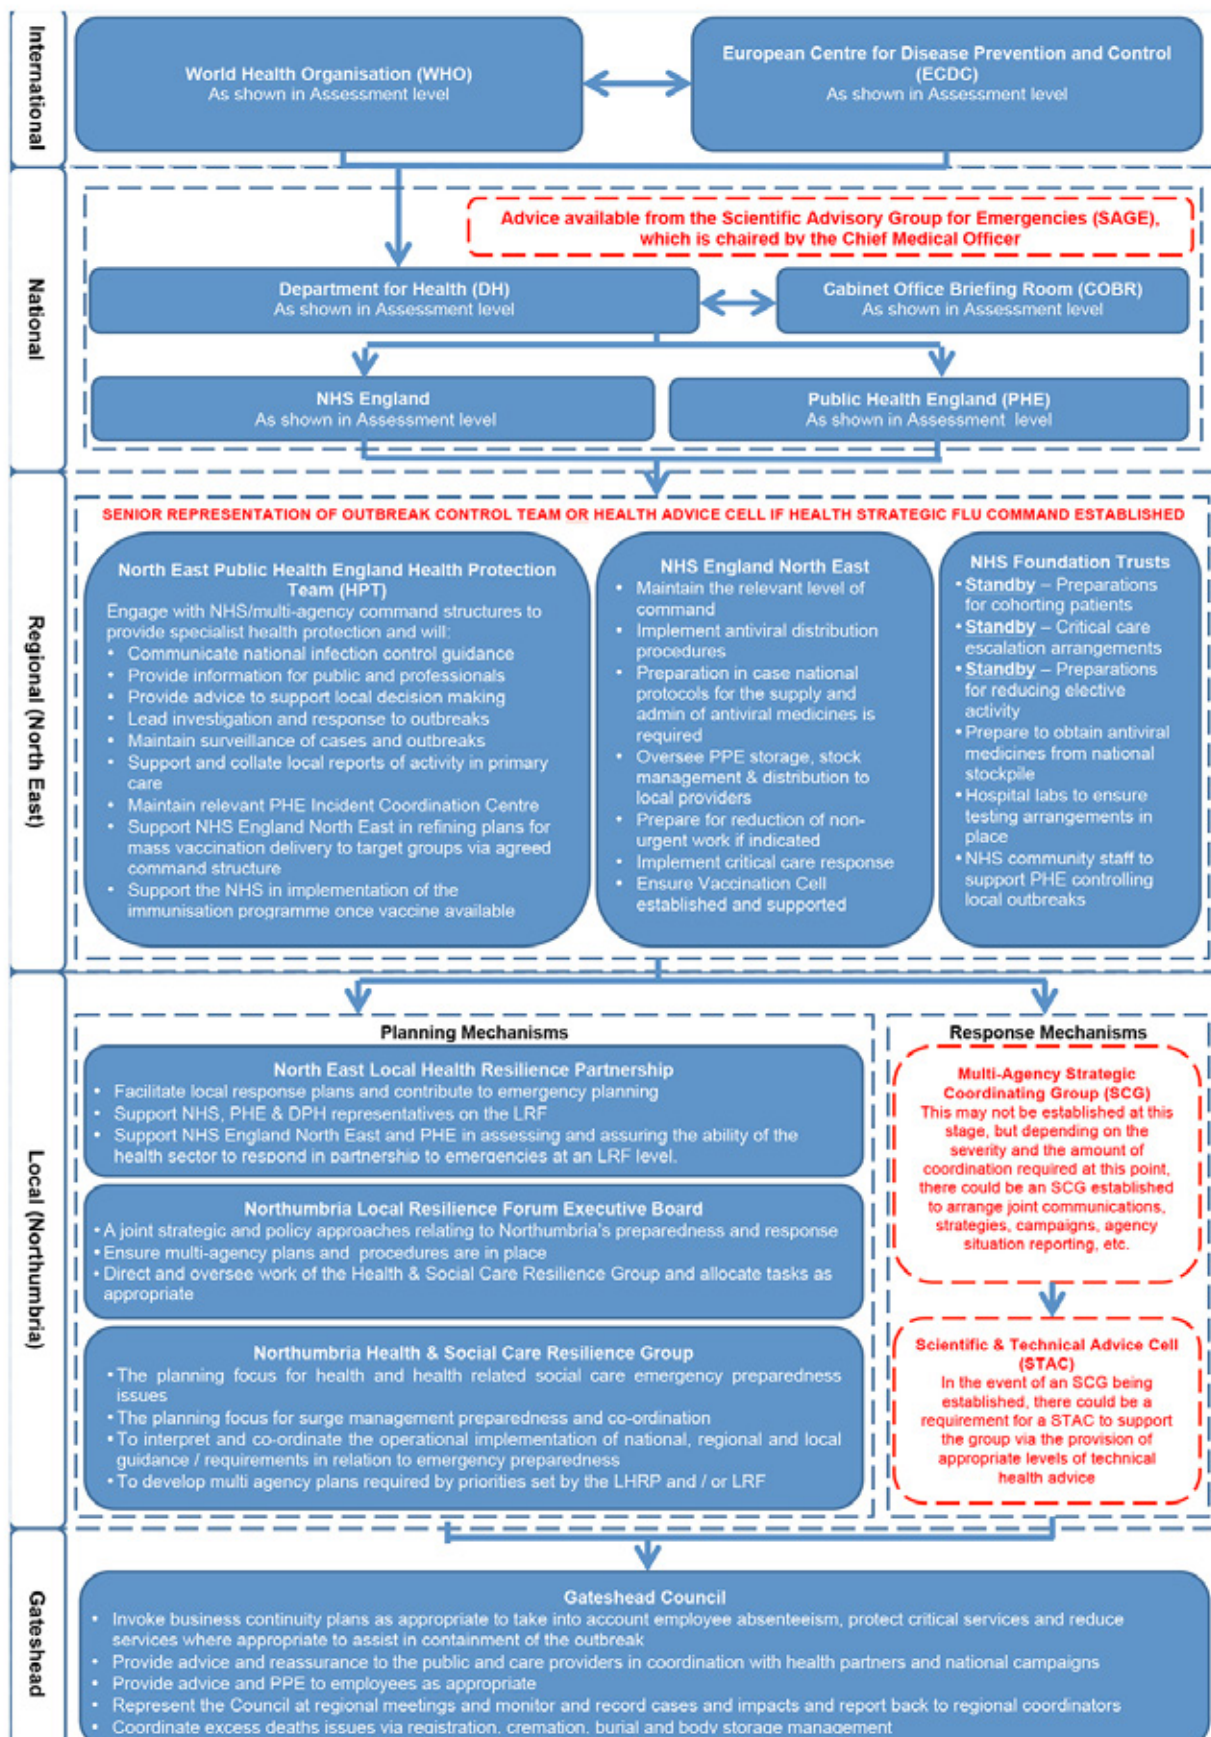 International
World Health Organisation (WHO)
As shown in Assessment level
European Centre for Disease Prevention and Control
(ECDC)
As shown in Assessment level
National
Advice available from the Scientific Advisory Group for Emergencies (SAGE),
which is chaired by the Chief Medical Officer
Department for Health (DH)
As shown in Assessment level
Cabinet Office Briefing Room (COBR)
As shown in Assessment level
NHS England
As shown in Assessment level
Public Health England (PHE)
As shown in Assessment level
Regional (North East)
SENIOR REPRESENTATION OF OUTBREAK CONTROL TEAM OR HEALTH ADVICE CELL IF HEALTH STRATEGIC FLU COMMAND ESTABLISHED
North East Public Health England Health Protection
Team (HPT)
Engage with NHS/multi-agency command structures to
provide specialist health protection and will:
• Communicate national infection control guidance
• Provide information for public and professionals
• Provide advice to support local decision making
• Lead investigation and response to outbreaks
• Maintain surveillance of cases and outbreaks
• Support and collate local reports of activity in primary
care
• Maintain relevant PHE Incident Coordination Centre
• Support NHS England North East in refining plans for
mass vaccination delivery to target groups via agreed
command structure
• Support the NHS in implementation of the
immunisation programme once vaccine available
NHS England North East
• Maintain the relevant level of
command
• Implement antiviral distribution
procedures
• Preparation in case national
protocols for the supply and
admin of antiviral medicines is
required
• Oversee PPE storage, stock
management & distribution to
local providers
• Prepare for reduction of non-
urgent work if indicated
• Implement critical care response
• Ensure Vaccination Cell
established and supported
NHS Foundation Trusts
• Standby – Preparations
for cohorting patients
• Standby – Critical care
escalation arrangements
• Standby – Preparations
for reducing elective
activity
• Prepare to obtain antiviral
medicines from national
stockpile
• Hospital labs to ensure
testing arrangements in
place
• NHS community staff to
support PHE controlling
local outbreaks
Local (Northumbria)
Planning Mechanisms
North East Local Health Resilience Partnership
• Facilitate local response plans and contribute to emergency planning
• Support NHS, PHE & DPH representatives on the LRF
• Support NHS England North East and PHE in assessing and assuring the ability of the
health sector to respond in partnership to emergencies at an LRF level.
Northumbria Local Resilience Forum Executive Board
• A joint strategic and policy approaches relating to Northumbria's preparedness and response
• Ensure multi-agency plans and procedures are in place
• Direct and oversee work of the Health & Social Care Resilience Group and allocate tasks as
appropriate
Northumbria Health & Social Care Resilience Group
• The planning focus for health and health related social care emergency preparedness
issues
• The planning focus for surge management preparedness and co-ordination
• To interpret and co-ordinate the operational implementation of national, regional and local
guidance / requirements in relation to emergency preparedness
• To develop multi agency plans required by priorities set by the LHRP and / or LRF
Response Mechanisms
Multi-Agency Strategic
Coordinating Group (SCG)
This may not be established at this
stage, but depending on the
severity and the amount of
coordination required at this point,
there could be an SCG established
to arrange joint communications,
strategies, campaigns, agency
situation reporting, etc.
Scientific & Technical Advice Cell
(STAC)
In the event of an SCG being
established, there could be a
requirement for a STAC to support
the group via the provision of
appropriate levels of technical
health advice
Gateshead
Gateshead Council
• Invoke business continuity plans as appropriate to take into account employee absenteeism, protect critical services and reduce
services where appropriate to assist in containment of the outbreak
• Provide advice and reassurance to the public and care providers in coordination with health partners and national campaigns
• Provide advice and PPE to employees as appropriate
• Represent the Council at regional meetings and monitor and record cases and impacts and report back to regional coordinators
• Coordinate excess deaths issues via registration, cremation, burial and body storage management